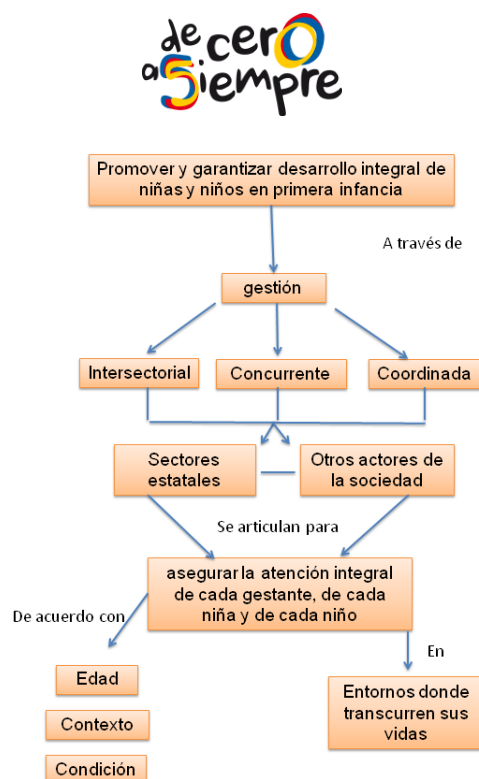 de cero
a Siempre
Promover y garantizar desarrollo integral de
niñas y niños en primera infancia
A través de
gestión
Intersectorial
Concurrente
Coordinada
Sectores
estatales
Otros actores de
la sociedad
Se articulan para
asegurar la atención integral
de cada gestante, de cada
niña y de cada niño
De acuerdo con
En
Edad
Entornos donde
transcurren sus
vidas
Contexto
Condición